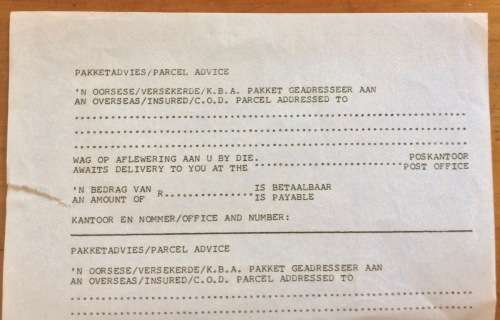 PAKKETADVIES/PARCEL ADVICE
'N OORSESE/VERSEKERDE/K.B.A. PAKKET GEADRESSEER AAN
AN OVERSEAS/INSURED/C.O.D. PARCEL ADDRESSED TO
WAG OP AFLEWERING AAN U BY DIE. POSKANTOOR
AWAITS DELIVERY TO YOU AT THE POST OFFICE
'N BEDRAG VAN R IS BETAALBAAR
AN AMOUNT OF IS PAYABLE
KANTOOR EN NOMMER/OFFICE AND NUMBER:
PAKKETADVIES/PARCEL ADVICE
'N OORSESE/VERSEKERDE/K.B.A. PAKKET GEADRESSEER AAN
AN OVERSEAS/INSURED/C.O.D. PARCEL ADDRESSED TO